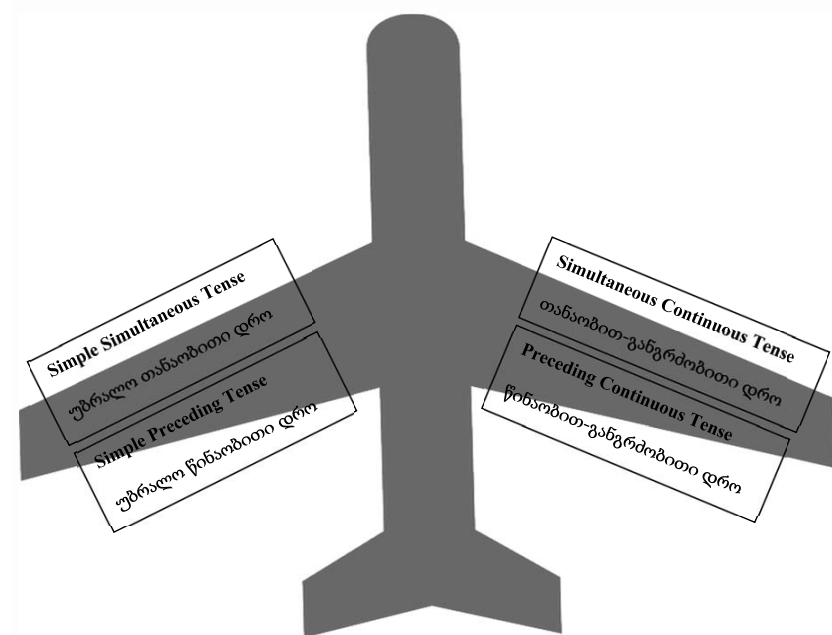 Simple Simultaneous Tense
უბრალო თანაობითი დრო
Simple Preceding Tense
უბრალო წინაობითი დრო
Simultaneous Continuous Tense
თანაობით-განგრძობითი დრო
Preceding Continuous Tense
წინაობით-განგრძობითი დრო